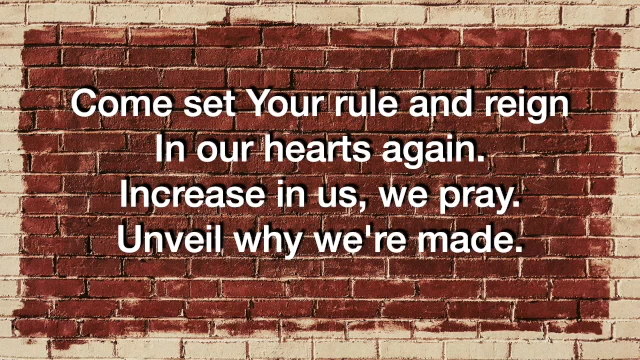 Come set Your rule and reign
In our hearts again.
Increase in us, we pray.
Unveil why we're made.